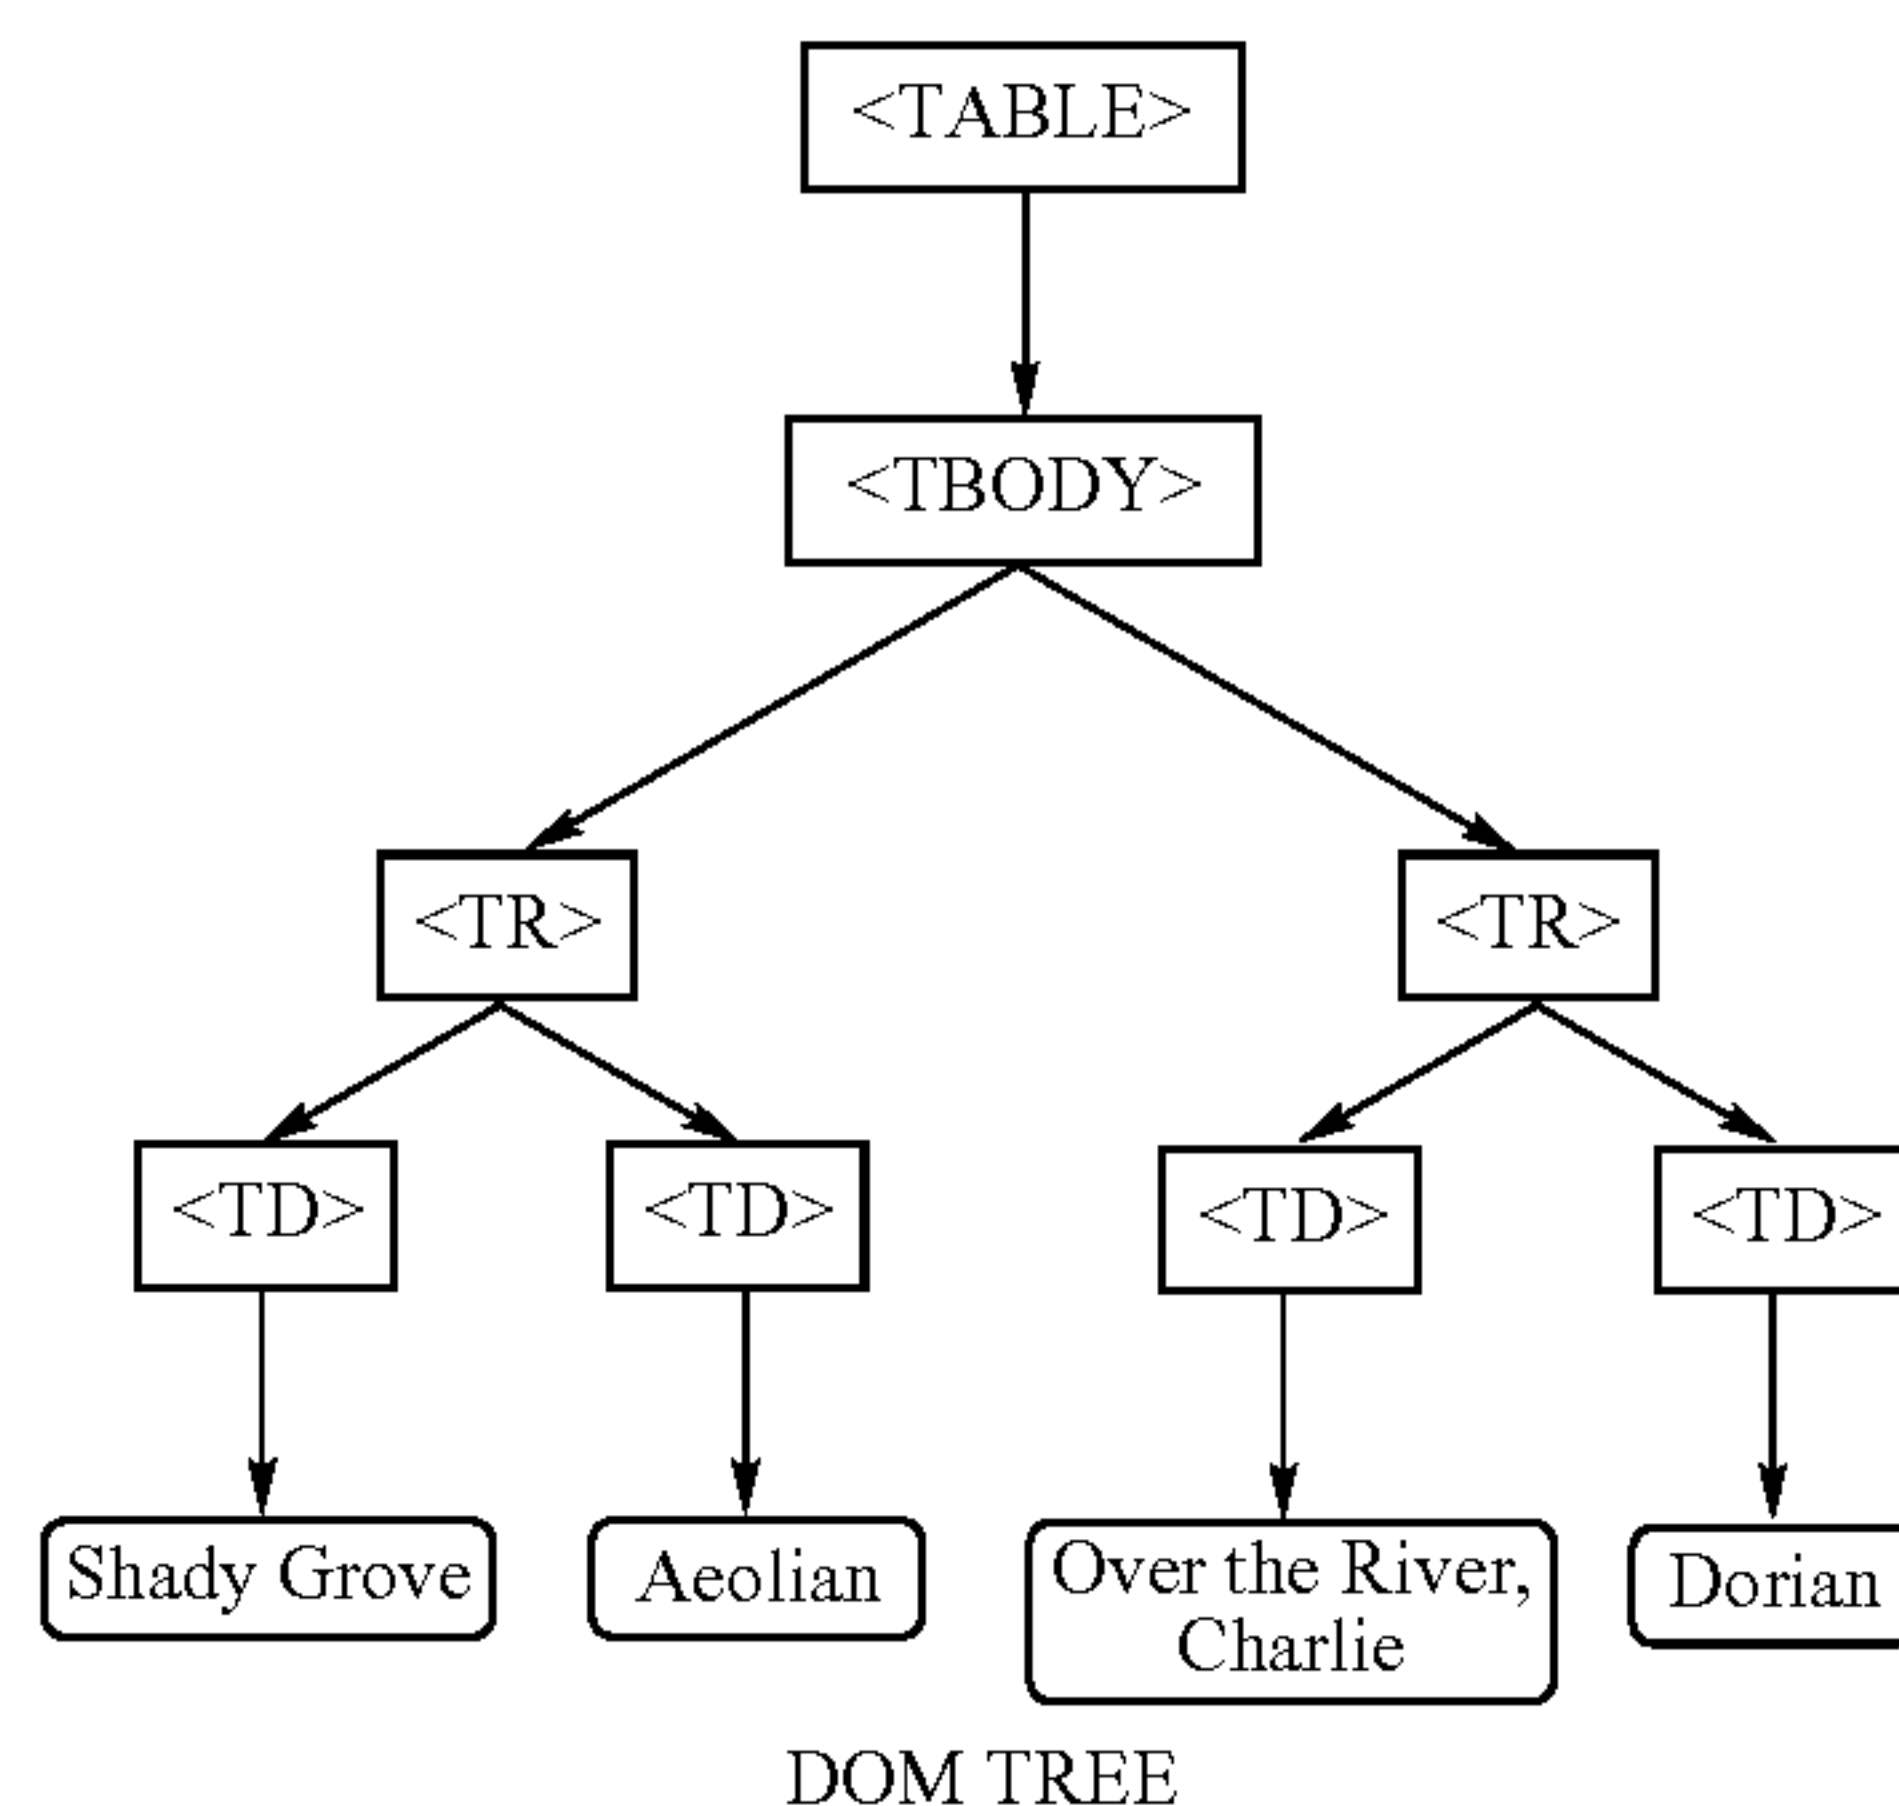 <TABLE>
<TBODY>
<TR>
<TR>
<TD>
<TD>
<TD>
<TD>
Shady Grove
Aeolian
Over the River,
Charlie
Dorian
DOM TREE